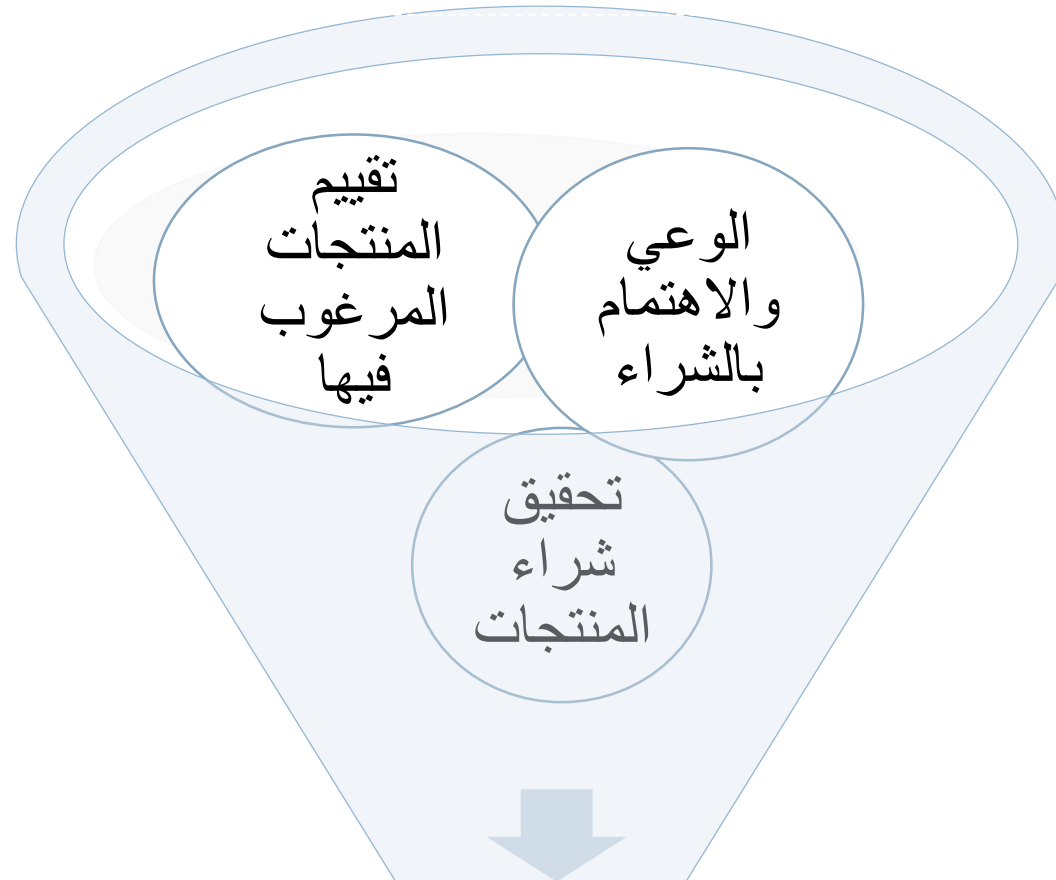 الوعي
والاهتمام
بالشراء
تقييم
المنتجات
المرغوب
فيها
تحقيق
شراء
المنتجات